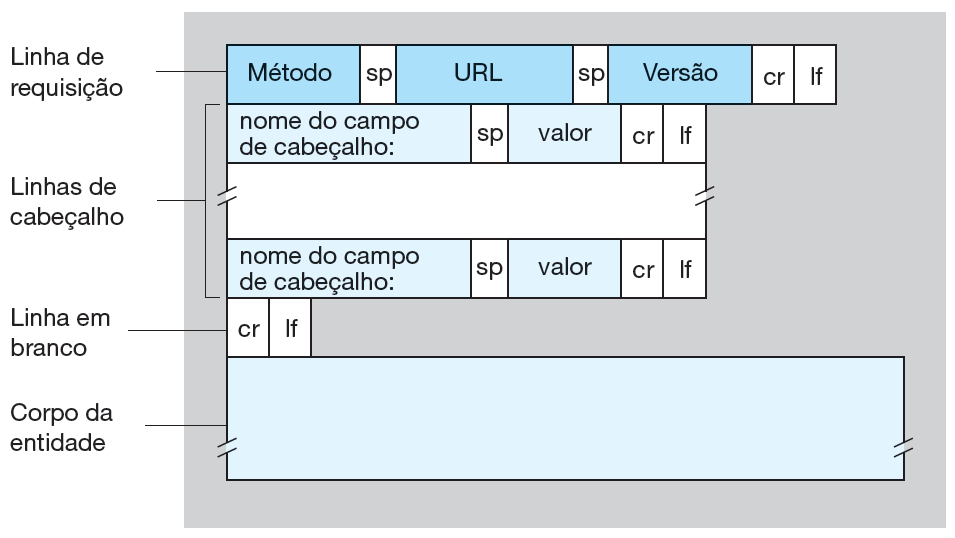 Linha de
requisição
Método sp URL sp Versão cr lf
nome do campo
de cabeçalho:
sp valor cr lf
Linhas de
cabeçalho
nome do campo
de cabeçalho:
sp valor cr lf
Linha em
branco
cr lf
Corpo da
entidade